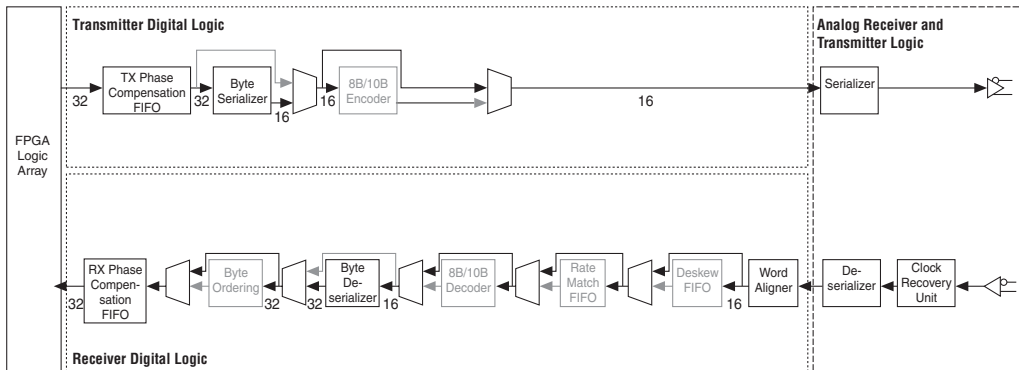 Transmitter Digital Logic
Analog Receiver and
Transmitter Logic
FPGA
Logic
Array
32
TX Phase
Compensation
FIFO
32
Byte
Serializer
16
16
8B/10B
Encoder
16
Serializer
32
RX Phase
Compen-
sation
FIFO
Byte
Ordering
32
32
Byte
De-
serializer
16
8B/10B
Decoder
Rate
Match
FIFO
Deskew
FIFO
16
Word
Aligner
De-
serializer
Clock
Recovery
Unit
Receiver Digital Logic